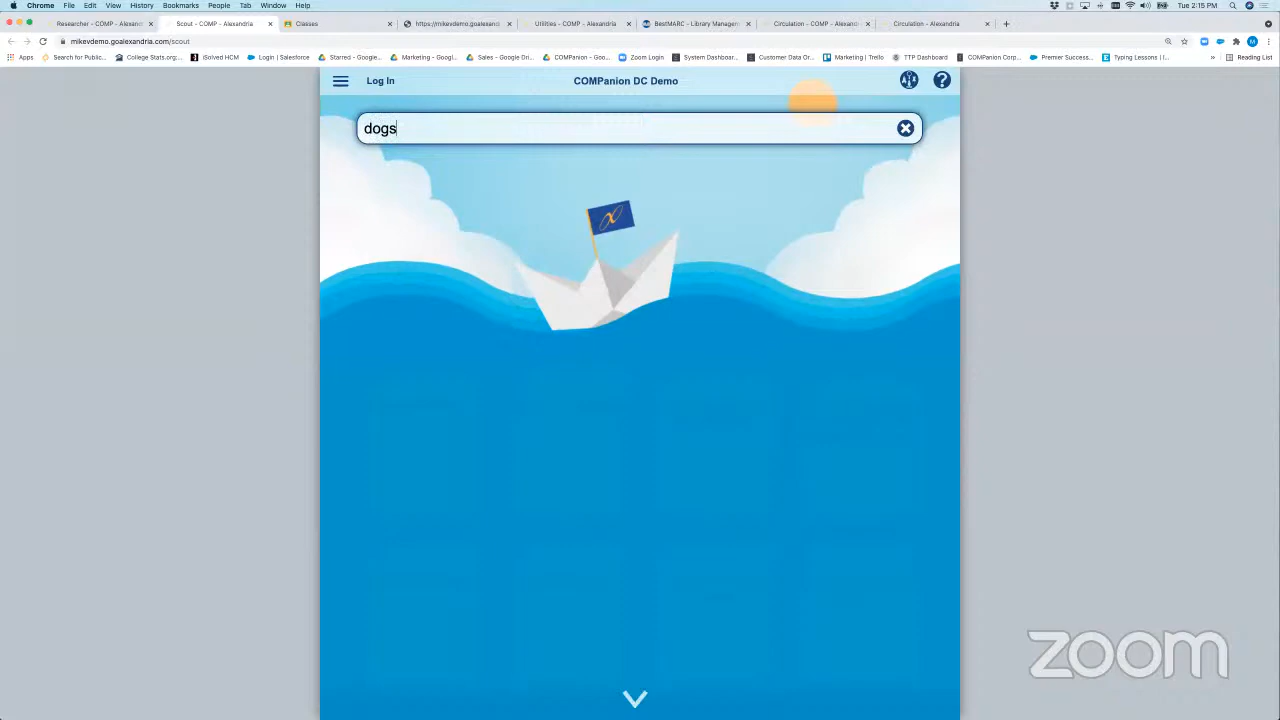 Chrome File Edit View History Bookmarks People Tab Window Help Tue 2:15 PM
Researcher - COMP - Alexandri Scout - COMP - Alexandria Classes https://mikevdemo.goalexandri Utilities - COMP - Alexandria BestMARC - Library Managem Circulation - COMP - Alexandri Circulation - Alexandria
mikevdemo.goalexandria.com/scout
Apps Search for Public... College Stats.org:... iSolved HCM Login | Salesforce Starred - Google... Marketing - Googl... Sales - Google Dri... COMPanion - Goo... Zoom Login System Dashboar... Customer Data Or... Marketing | Trello TTP Dashboard COMPanion Corp... Premier Success... Typing Lessons | I... » Reading List
Log In COMPanion DC Demo
dogs
zoom